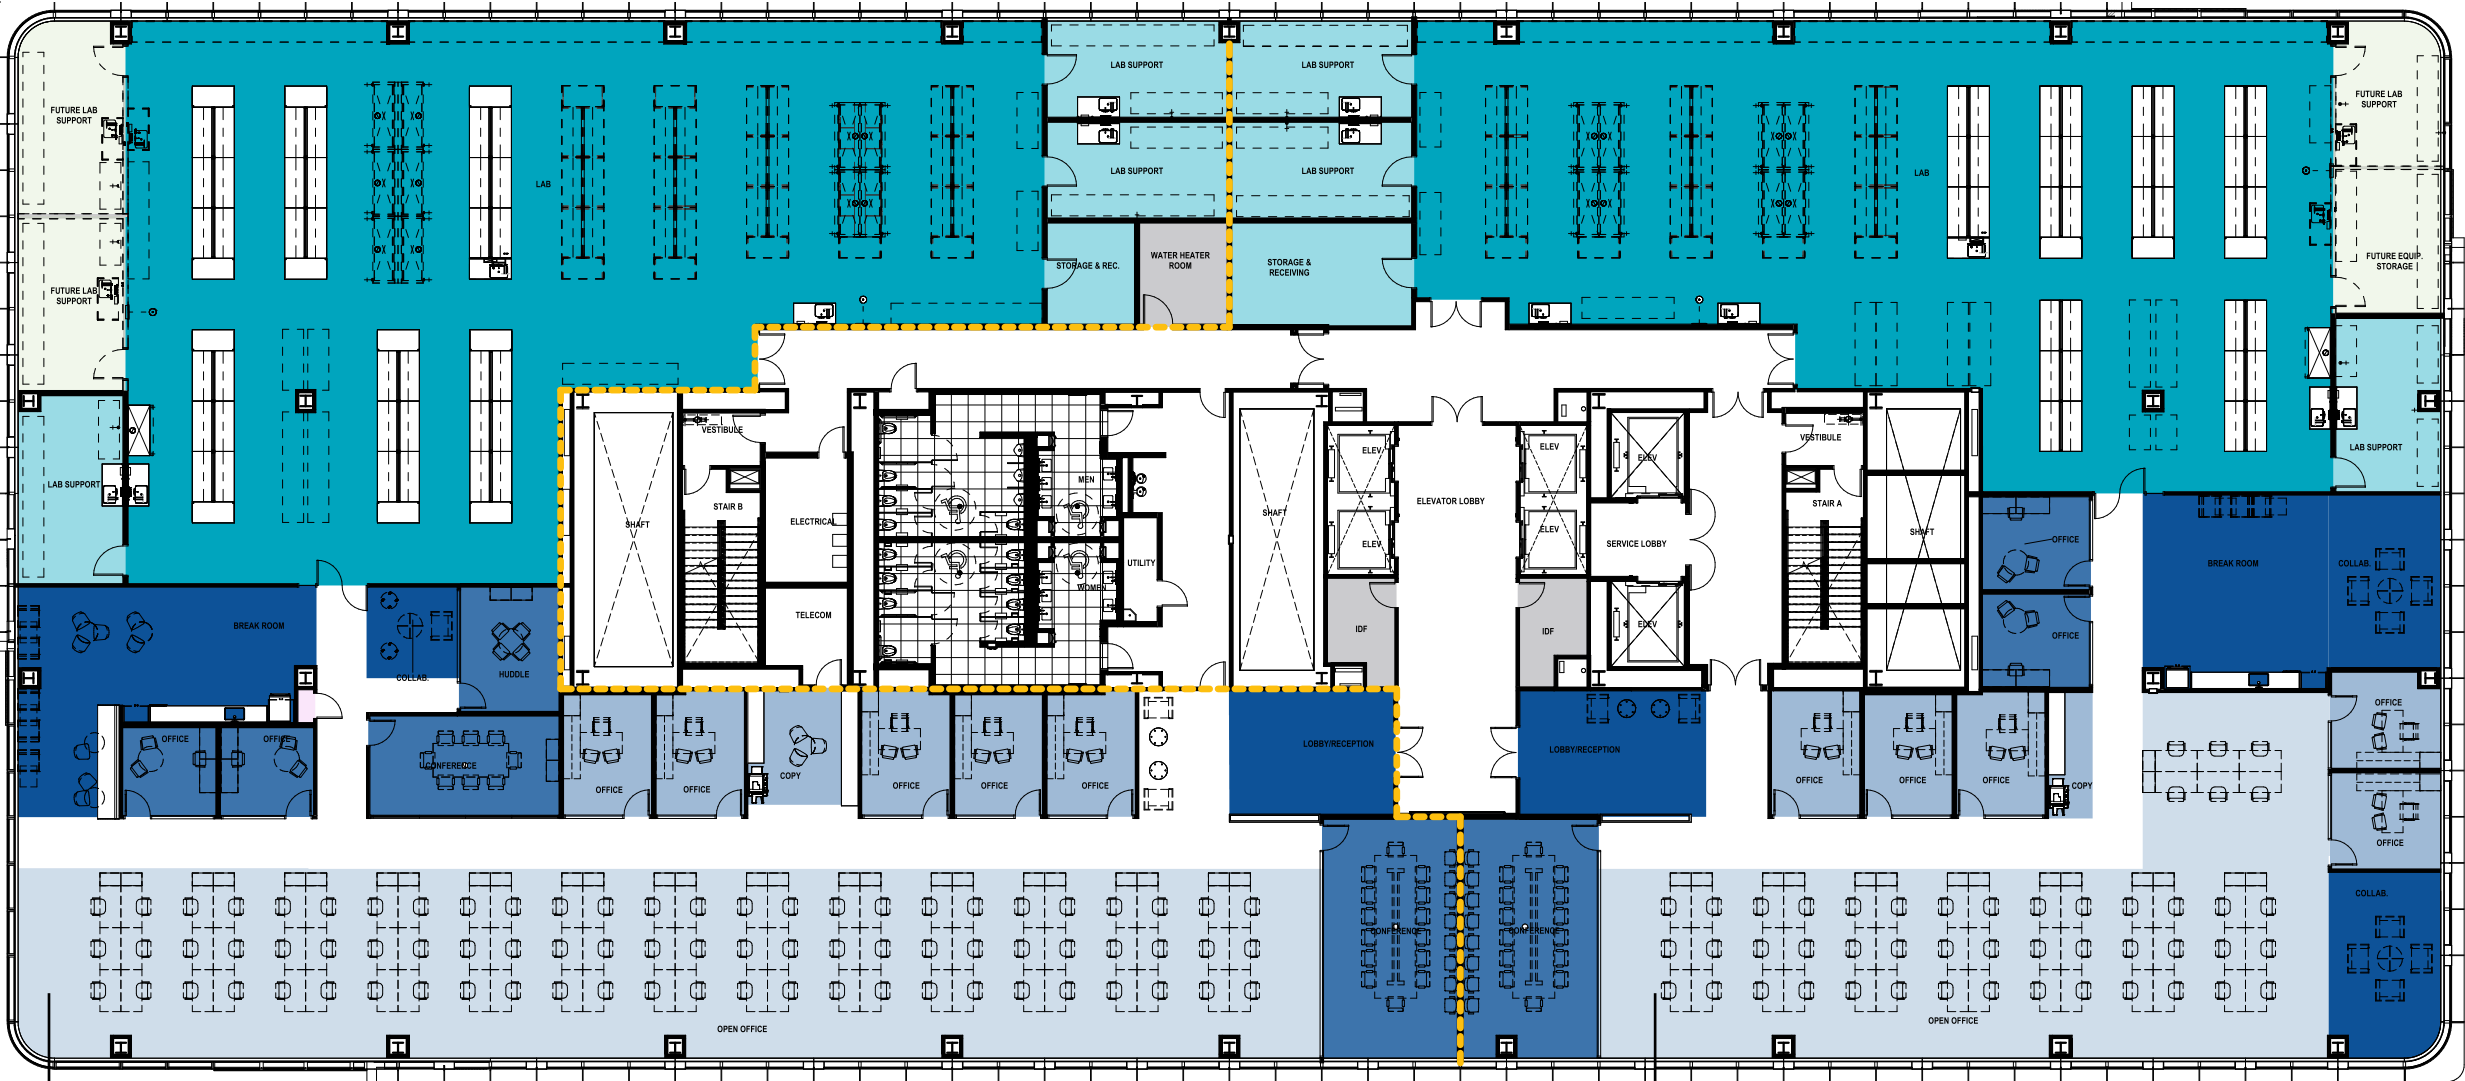 LAB SUPPORT
LAB SUPPORT
FUTURE LAB
SUPPORT
FUTURE LAB
SUPPORT
LAB
LAB SUPPORT
LAB SUPPORT
LAB
FUTURE LAB
SUPPORT
STORAGE & REC.
WATER HEATER
ROOM
STORAGE &
RECEIVING
FUTURE EQUIP.
STORAGE
LAB SUPPORT
VESTIBULE
STAIR B
SHAFT
ELECTRICAL
MEN
WOMEN
UTILITY
TELECOM
SHAFT
ELEV
ELEV
ELEVATOR LOBBY
ELEV
ELEV
ELEV
SERVICE LOBBY
ELEV
IDF
IDF
VESTIBULE
STAIR A
SHAFT
LAB SUPPORT
OFFICE
OFFICE
BREAK ROOM
COLLAB.
BREAK ROOM
COLLAB.
HUDDLE
OFFICE
OFFICE
CONFERENCE
OFFICE
OFFICE
COPY
OFFICE
OFFICE
OFFICE
LOBBY/RECEPTION
LOBBY/RECEPTION
OFFICE
OFFICE
OFFICE
COPY
OFFICE
OFFICE
COLLAB.
CONFERENCE
CONFERENCE
OPEN OFFICE
OPEN OFFICE